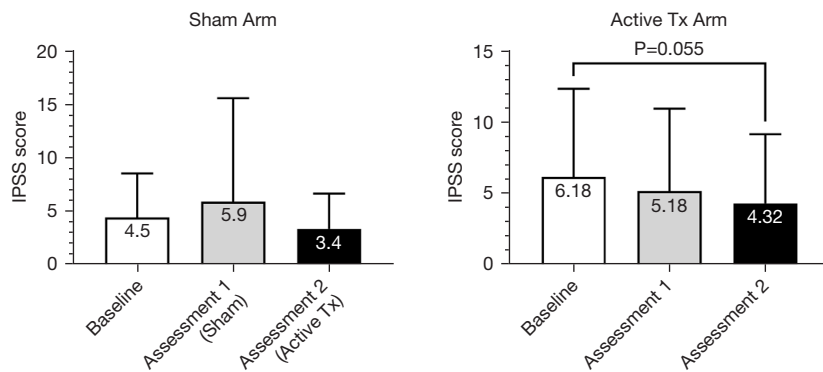 Sham Arm
IPSS score
20
15
10
5
0
4.5
5.9
3.4
Baseline
Assessment 1
(Sham)
Assessment 2
(Active Tx)
Active Tx Arm
P=0.055
IPSS score
15
10
5
0
6.18
5.18
4.32
Baseline
Assessment 1
Assessment 2